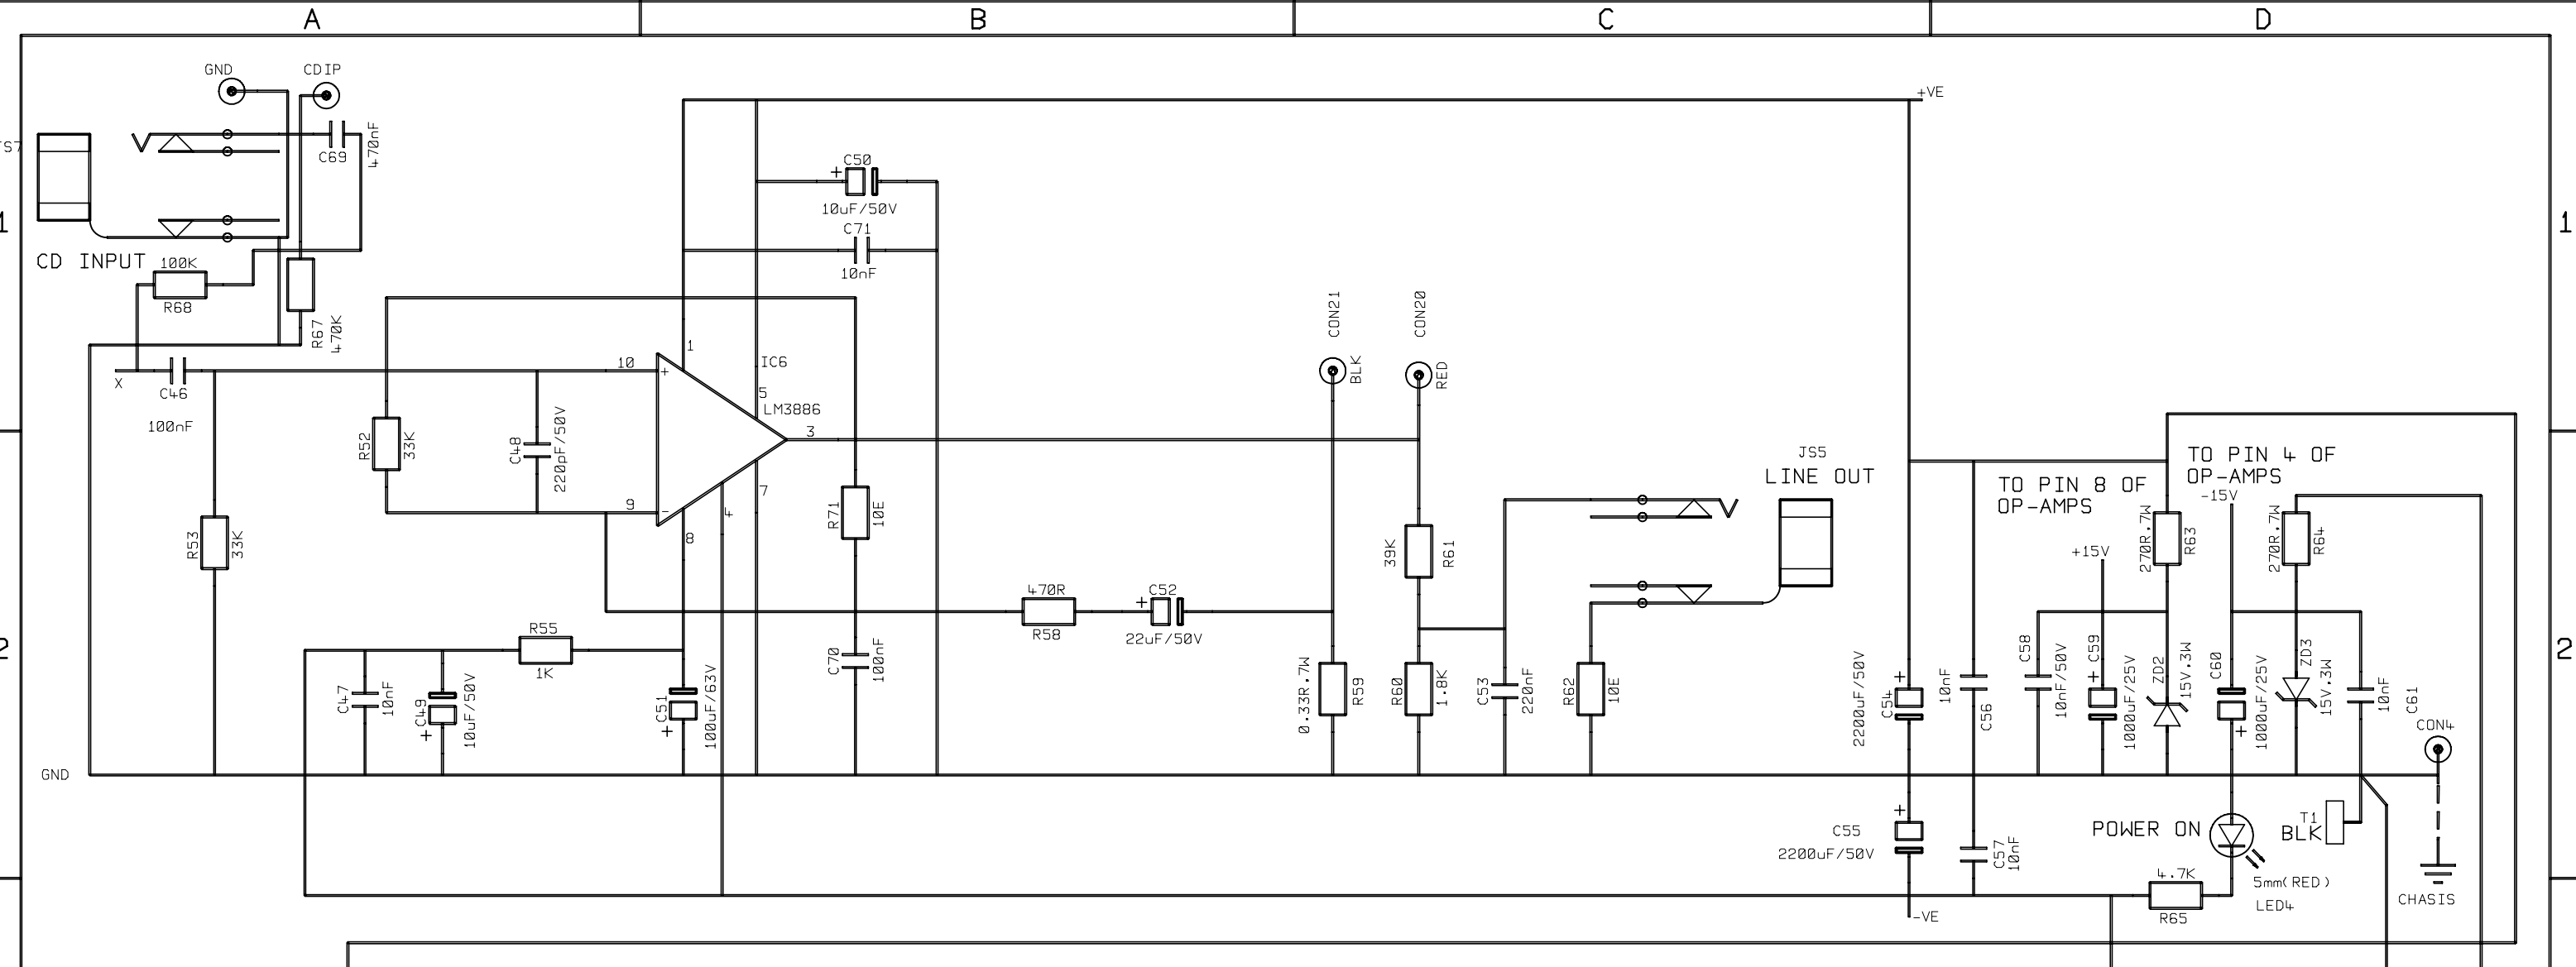 A
B
C
D
GND
CDIP
+VE
C69
470nF
C50
+
10uF/50V
C71
10nF
1
1
CD INPUT
100K
R68
R67
470K
CON21
CON20
BLK
RED
1
10
+
IC6
5
LM3886
X
C46
100nF
R52
33K
C48
220pF/50V
3
9
-
7
4
8
R71
10E
R53
33K
JS5
LINE OUT
TO PIN 8 OF
OP-AMPS
TO PIN 4 OF
OP-AMPS
-15V
+15V
270R.7W
R63
270R.7W
R64
39K
R61
470R
R58
+
C52
22uF/50V
R55
1K
2
2
C47
10nF
C49
+
10uF/50V
C51
+
100uF/63V
C70
100nF
0.33R.7W
R59
R60
1.8K
C53
220nF
R62
10E
2200uF/50V
+
C54
10nF
C56
C58
10nF/50V
C59
+
1000uF/25V
ZD2
15V.3W
C60
+
1000uF/25V
ZD3
15V.3W
10nF
C61
CON4
GND
C55
+
2200uF/50V
C57
10nF
POWER ON
T1
BLK
4.7K
R65
5mm(RED)
LED4
CHASIS
-VE